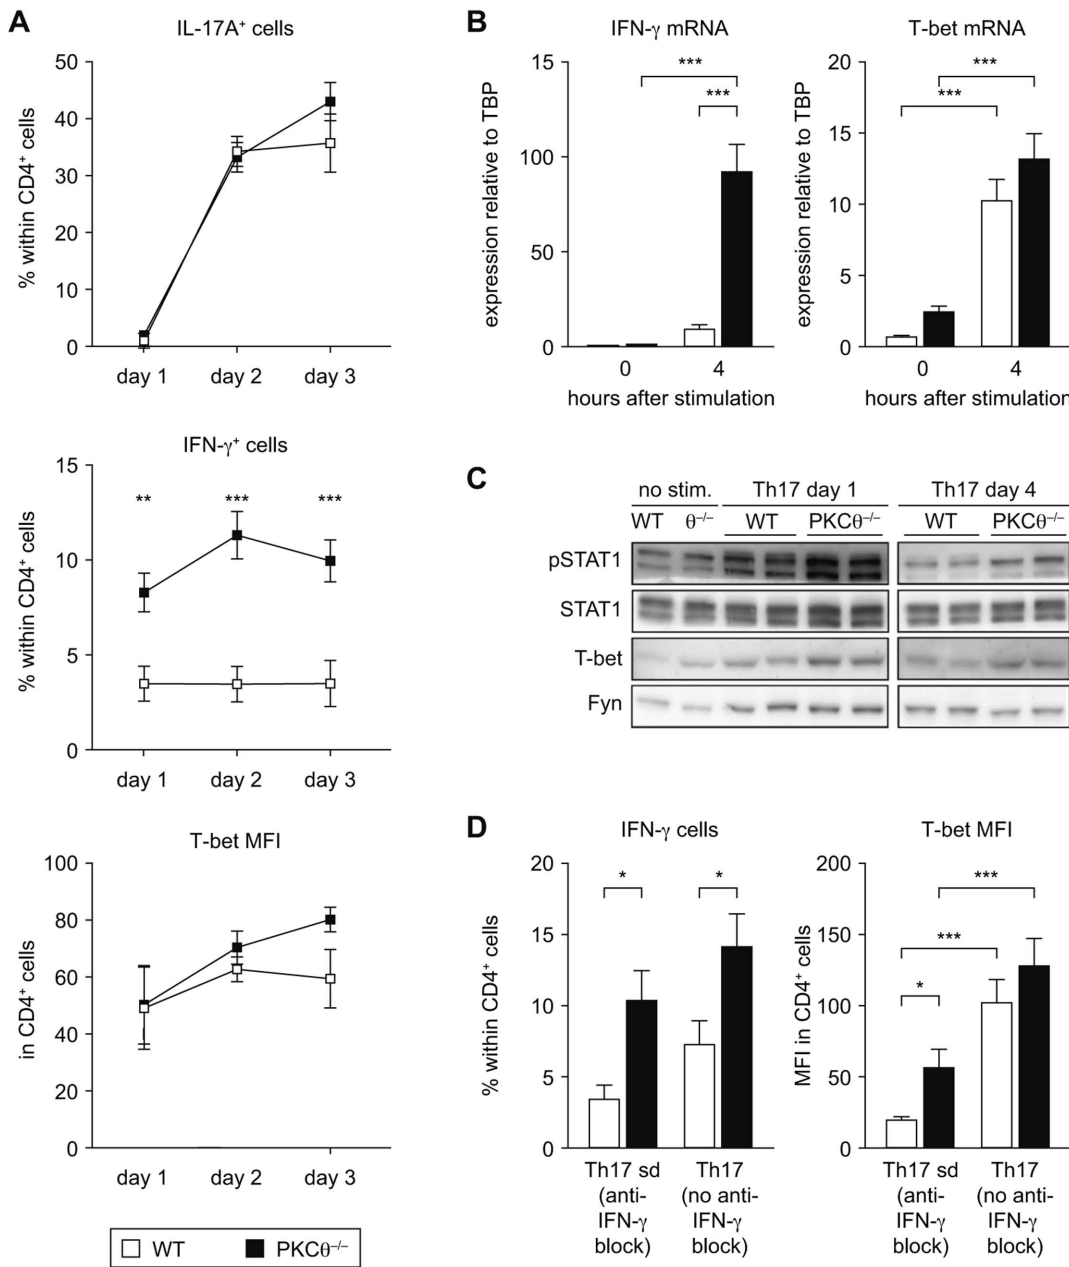 A
IL-17A⁺ cells
% within CD4⁺ cells
50
40
30
20
10
0
day 1 day 2 day 3
IFN-γ⁺ cells
% within CD4⁺ cells
15
** *** ***
10
5
0
day 1 day 2 day 3
T-bet MFI
in CD4⁺ cells
100
80
60
40
20
0
day 1 day 2 day 3
WT PKCθ⁻/⁻
B
IFN-γ mRNA
expression relative to TBP
150
100
50
0
***
***
0 4
hours after stimulation
T-bet mRNA
expression relative to TBP
20
15
10
5
0
***
***
0 4
hours after stimulation
C
no stim. Th17 day 1 Th17 day 4
WT θ⁻/⁻ WT PKCθ⁻/⁻ WT PKCθ⁻/⁻
pSTAT1
STAT1
T-bet
Fyn
D
IFN-γ cells
% within CD4⁺ cells
20
15
10
5
0
* *
Th17 sd Th17
(anti- (no anti-
IFN-γ IFN-γ
block) block)
T-bet MFI
MFI in CD4⁺ cells
200
150
100
50
0
***
***
*
Th17 sd Th17
(anti- (no anti-
IFN-γ IFN-γ
block) block)